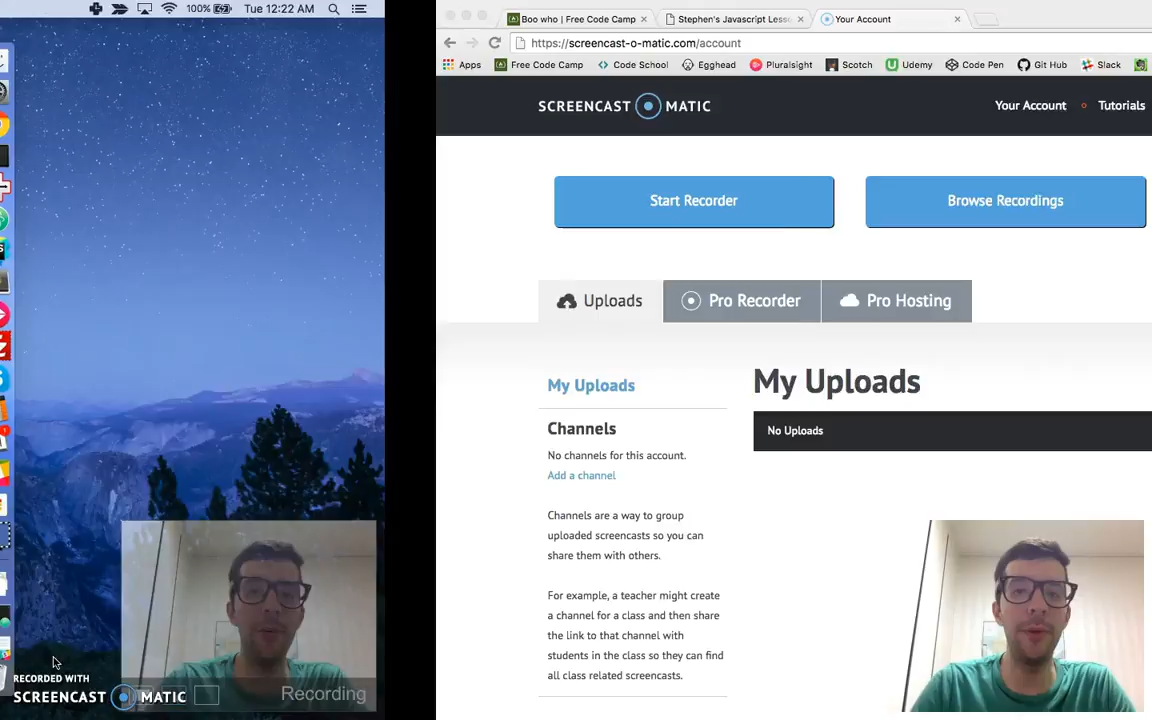 100%
Tue 12:22 AM
Boo who | Free Code Camp
Stephen's Javascript Less
Your Account
https://screencast-o-matic.com/account
Apps
Free Code Camp
Code School
Egghead
Pluralsight
Scotch
Udemy
Code Pen
Git Hub
Slack
SCREENCAST MATIC
Your Account
Tutorials
Start Recorder
Browse Recordings
Uploads
Pro Recorder
Pro Hosting
My Uploads
My Uploads
No Uploads
Channels
No channels for this account.
Add a channel
Channels are a way to group
uploaded screencasts so you can
share them with others.
For example, a teacher might create
a channel for a class and then share
the link to that channel with
students in the class so they can find
all class related screencasts.
RECORDED WITH
SCREENCAST MATIC
Recording